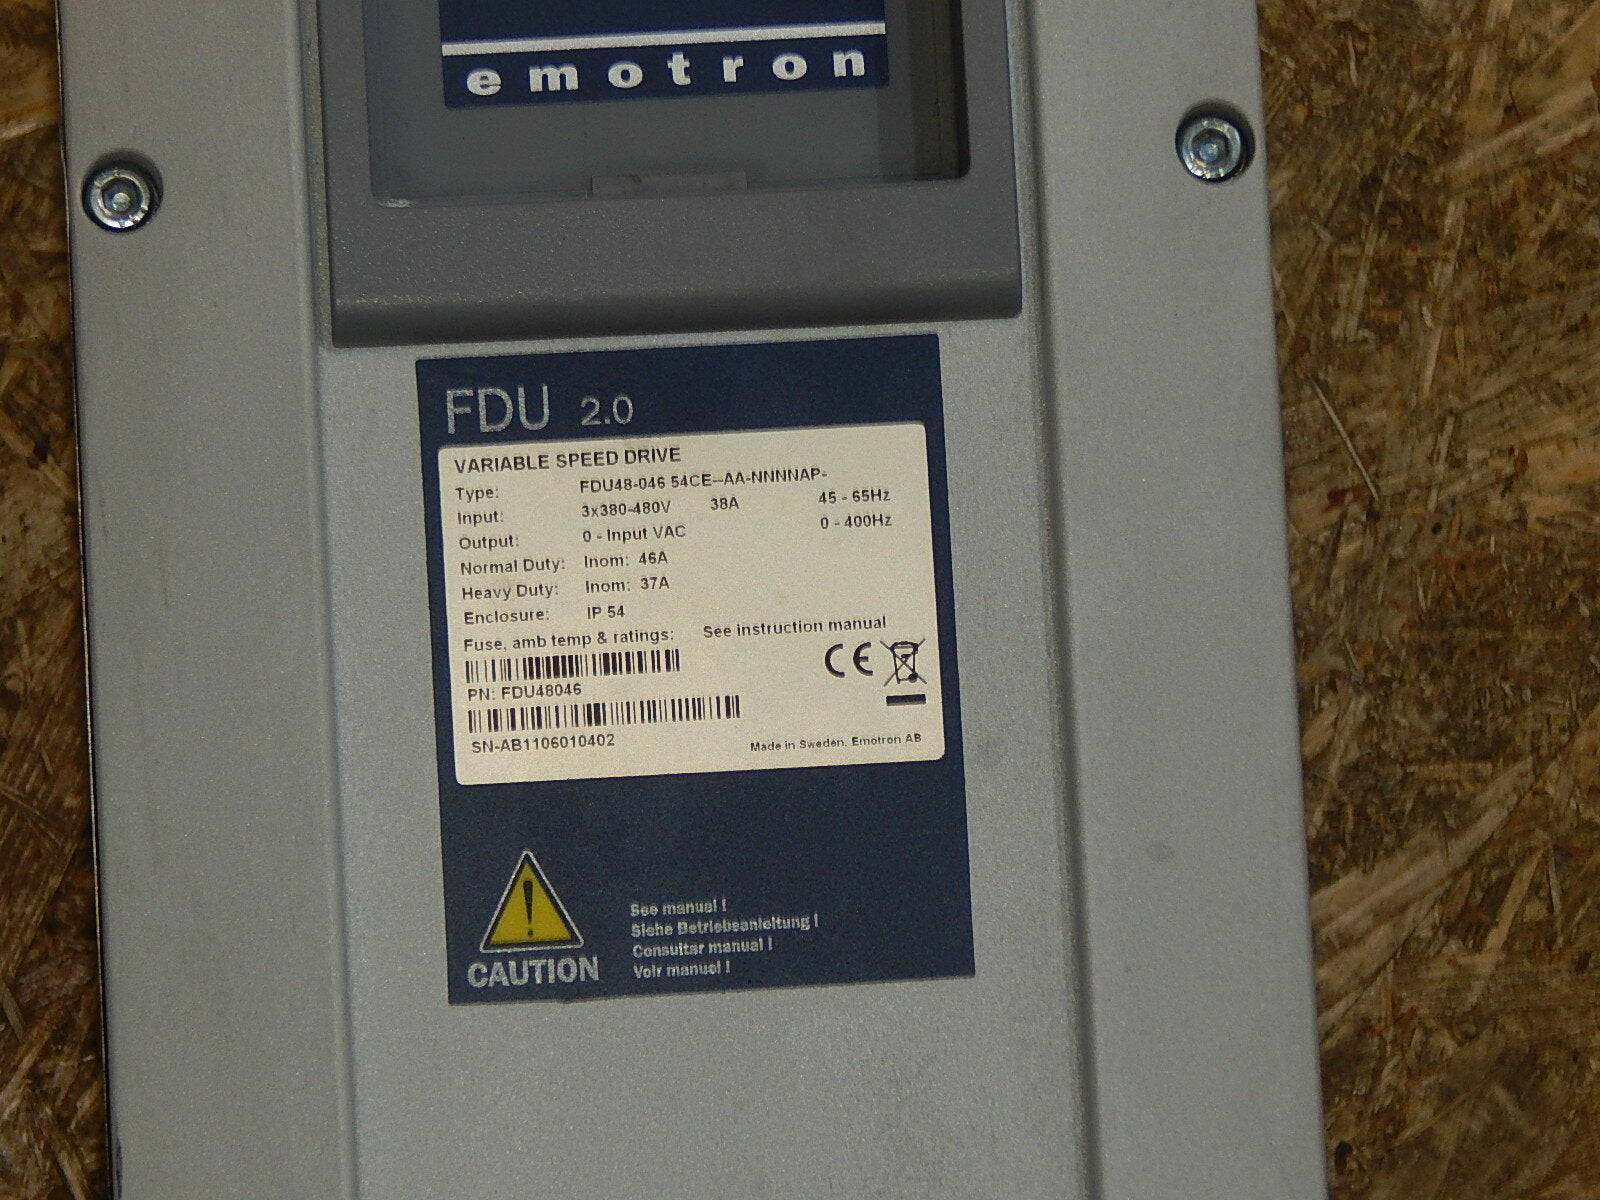 emotron
FDU 2.0
VARIABLE SPEED DRIVE
Type: FDU48-046 54CE--AA-NNNNAP-
Input: 3x380-480V 38A 45 - 65Hz
Output: 0 - Input VAC 0 - 400Hz
Normal Duty: Inom: 46A
Heavy Duty: Inom: 37A
Enclosure: IP 54
Fuse, amb temp & ratings: See instruction manual
CE
PN: FDU48046
SN-AB1106010402
Made in Sweden, Emotron AB
CAUTION
See manual !
Siehe Betriebsanleitung !
Consultar manual !
Voir manuel !